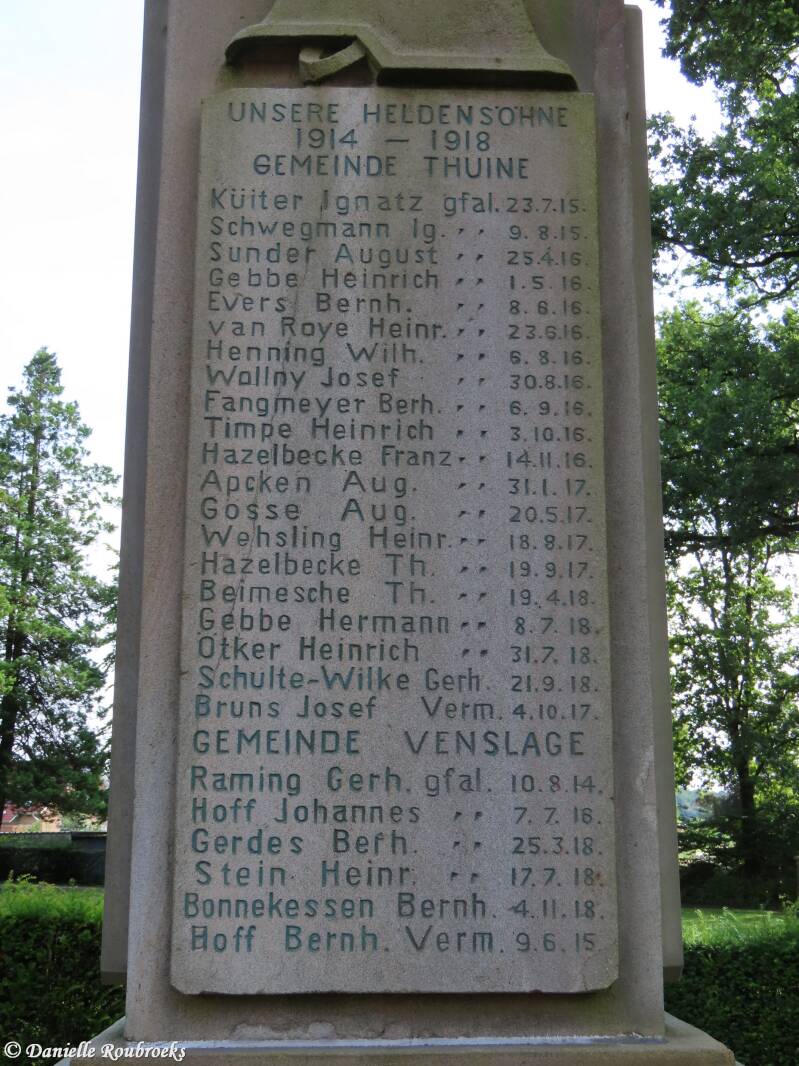 UNSERE HELDENSÖHNE
1914 – 1918
GEMEINDE THUINE
Küiter Ignatz gfal. 23.7.15.
Schwegmann Ig. " 9.8.15.
Sunder August " 25.4.16.
Gebbe Heinrich " 1.5.16.
Evers Bernh. " 8.6.16.
van Roye Heinr. " 23.6.16.
Henning Wilh. " 6.8.16.
Wollny Josef " 30.8.16.
Fangmeyer Berh. " 6.9.16.
Timpe Heinrich " 3.10.16.
Hazelbecke Franz " 14.11.16.
Apcken Aug. " 31.1.17.
Gosse Aug. " 20.5.17.
Wehsling Heinr. " 18.8.17.
Hazelbecke Th. " 19.9.17.
Beimesche Th. " 19.4.18.
Gebbe Hermann " 8.7.18.
Otker Heinrich " 31.7.18.
Schulte-Wilke Gerh. 21.9.18.
Bruns Josef Verm. 4.10.17.
GEMEINDE VENSLAGE
Raming Gerh. gfal. 10.8.14.
Hoff Johannes " 7.7.16.
Gerdes Beth. " 25.3.18.
Stein Heinr. " 17.7.18.
Bonnekessen Bernh. 4.11.18.
Hoff Bernh. Verm. 9.6.15
© Danielle Roubroeks